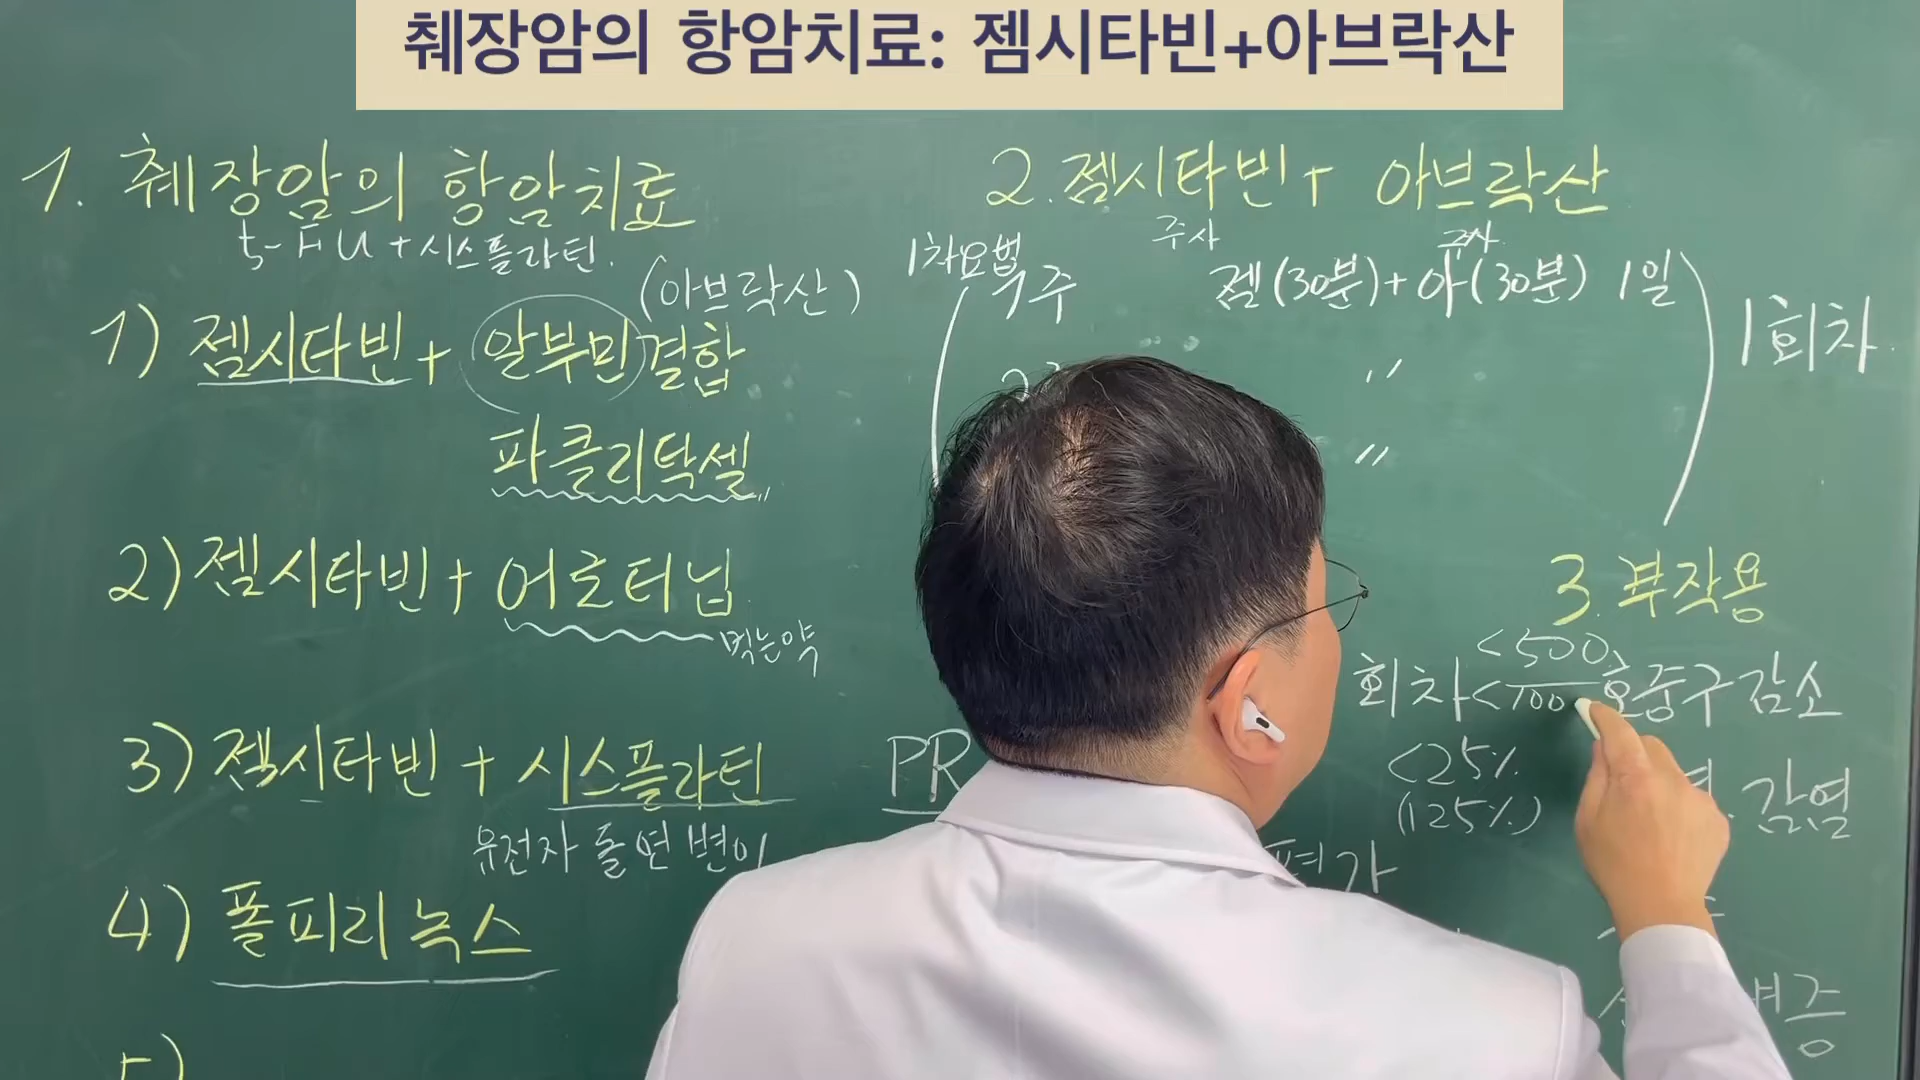 췌장암의 항암치료: 젬시타빈+아브락산
1. 췌장암의 항암치료
5-FU+시스플라틴.
(아브락산)
1) 젬시타빈+ 알부민결합
파클리탁셀
2) 젬시타빈+ 어로터닙
먹는약
3) 젬시타빈 + 시스플라틴
유전자 돌연변이
4) 폴피리녹스
5)
2. 젬시타빈+ 아브락산
주사 주사
1차요법
주 젬(30분)+아(30분) 1일
〃
〃
1회차
PR
평가
3. 부작용
<500
회차 <100 호중구감소
<25%
(125%)
감염